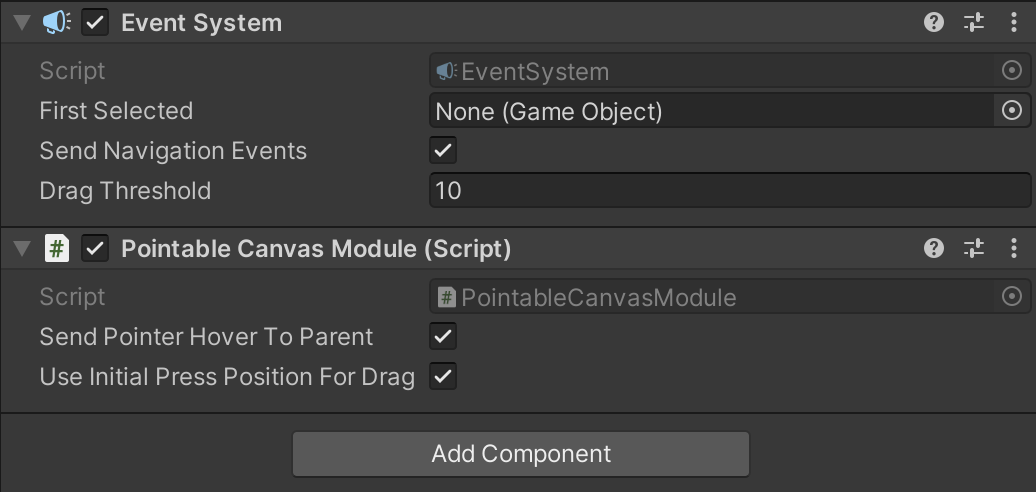 Event System
Script EventSystem
First Selected None (Game Object)
Send Navigation Events
Drag Threshold 10
# Pointable Canvas Module (Script)
Script # PointableCanvasModule
Send Pointer Hover To Parent
Use Initial Press Position For Drag
Add Component